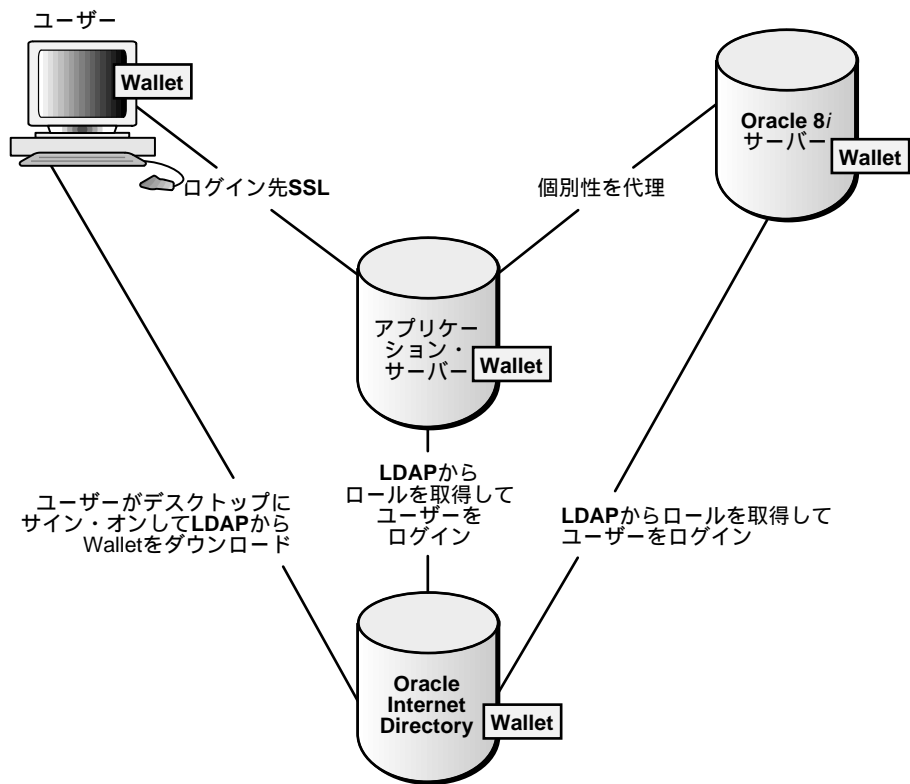 ユーザー
Wallet
Oracle 8i
サーバー
Wallet
ログイン先SSL
個別性を代理
アプリケー
ション・
サーバー
Wallet
LDAPから
ロールを取得して
ユーザーを
ログイン
ユーザーがデスクトップに
サイン・オンしてLDAPから
Walletをダウンロード
LDAPからロールを取得して
ユーザーをログイン
Oracle
Internet
Directory
Wallet